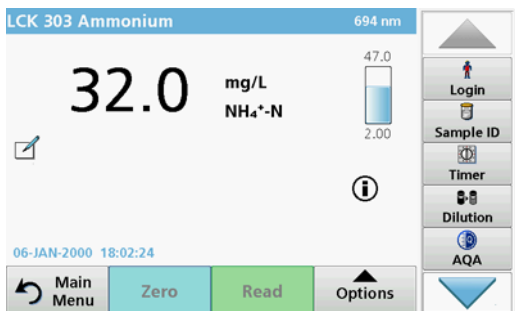 LCK 303 Ammonium 694 nm
47.0
32.0 mg/L
NH₄⁺-N
2.00
i
06-JAN-2000 18:02:24
Main Menu
Zero
Read
Options
Login
Sample ID
Timer
Dilution
AQA